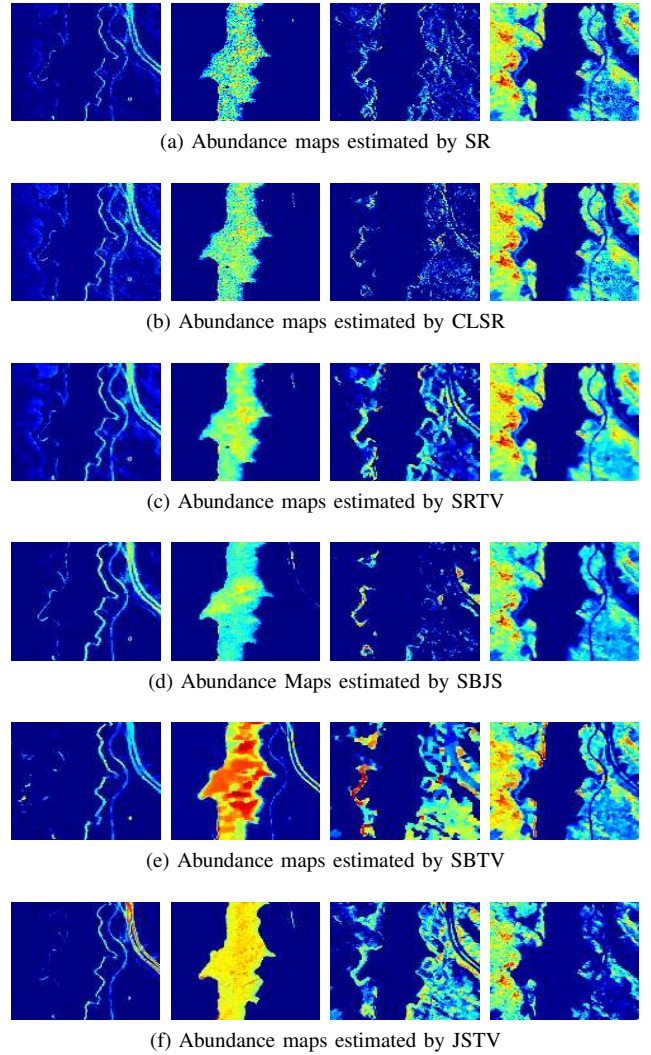 (a) Abundance maps estimated by SR
(b) Abundance maps estimated by CLSR
(c) Abundance maps estimated by SRTV
(d) Abundance Maps estimated by SBJS
(e) Abundance maps estimated by SBTV
(f) Abundance maps estimated by JSTV